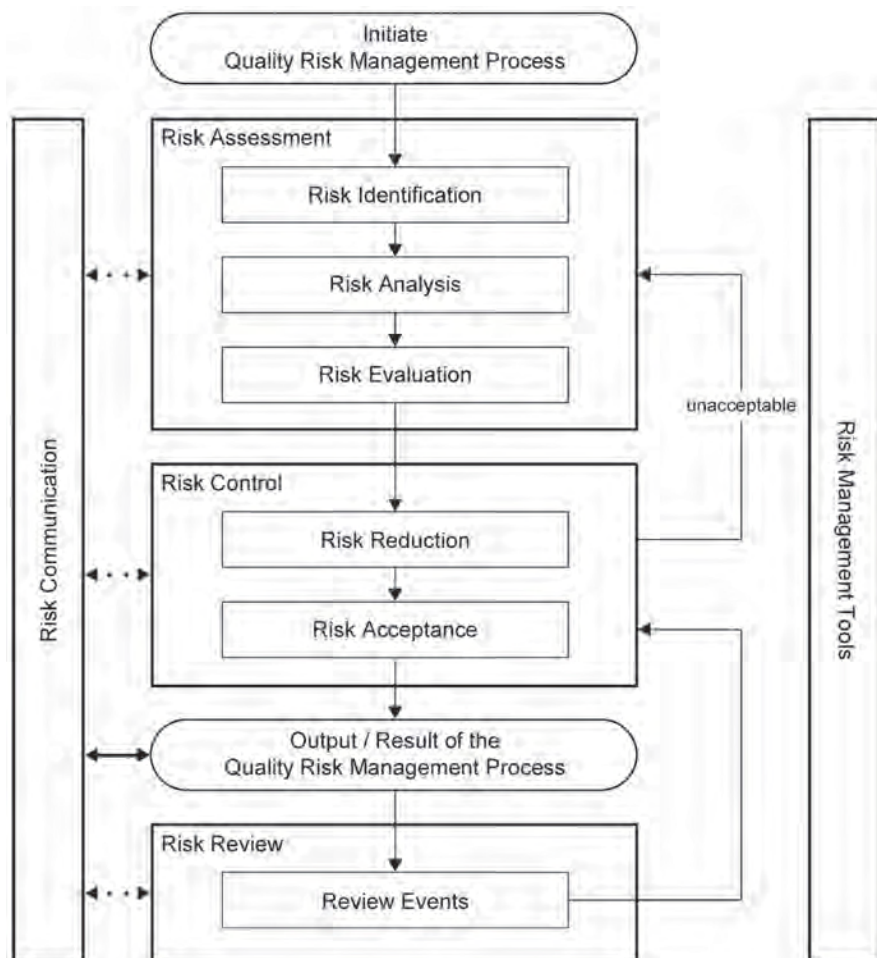 Initiate
Quality Risk Management Process
Risk Assessment
Risk Identification
Risk Analysis
Risk Evaluation
unacceptable
Risk Control
Risk Reduction
Risk Acceptance
Output / Result of the
Quality Risk Management Process
Risk Review
Review Events
Risk Communication
Risk Management Tools